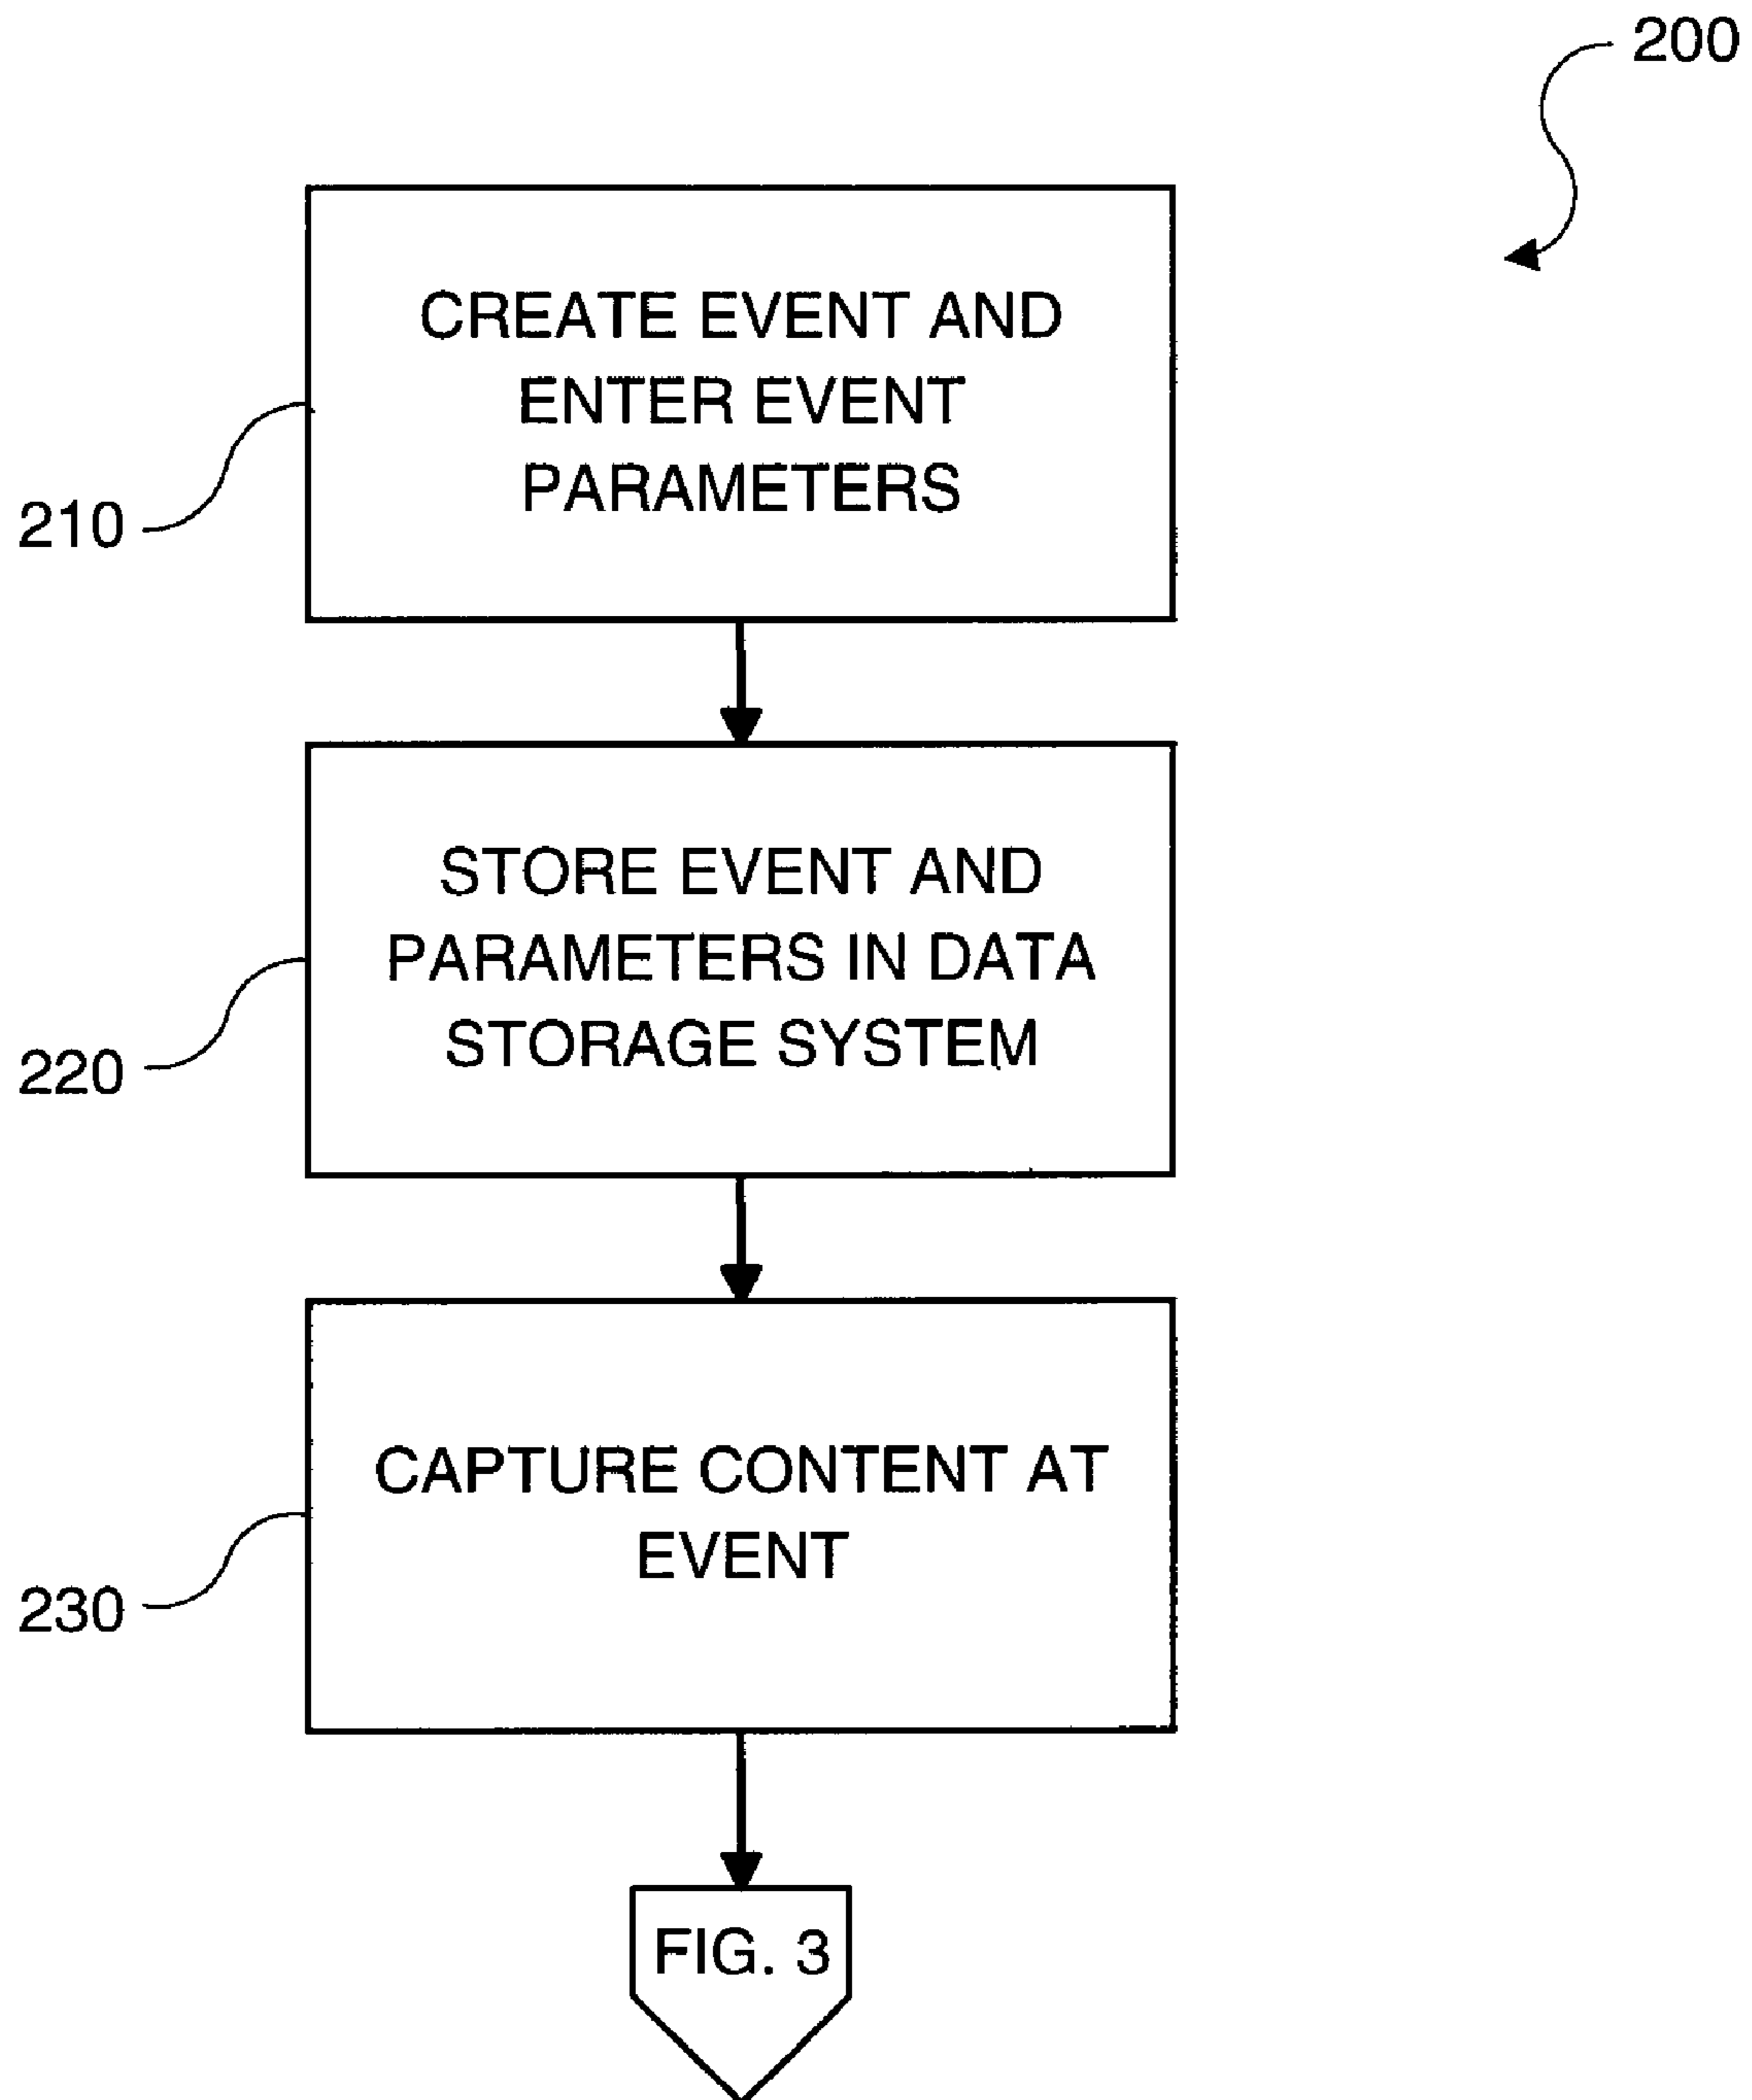 200
CREATE EVENT AND
ENTER EVENT
PARAMETERS
210
STORE EVENT AND
PARAMETERS IN DATA
STORAGE SYSTEM
220
CAPTURE CONTENT AT
EVENT
230
FIG. 3